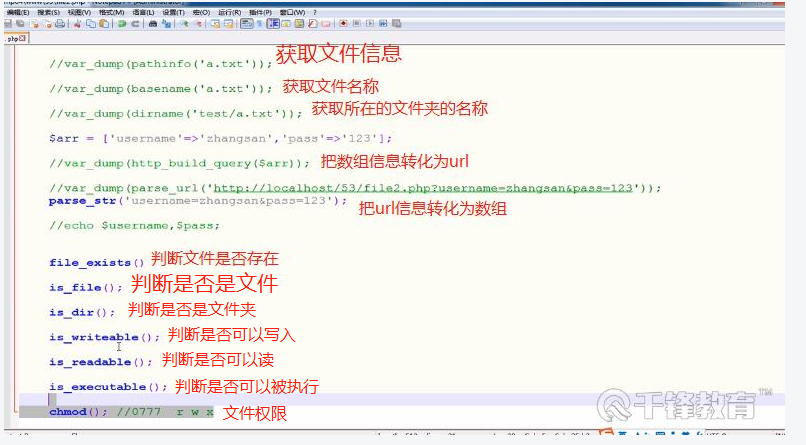 编辑(E) 搜索(S) 视图(V) 格式(M) 语言(L) 设置(T) 宏(O) 运行(R) 插件(P) 窗口(W) ?
.php
//var_dump(pathinfo('a.txt')); 获取文件信息
//var_dump(basename('a.txt')); 获取文件名称
//var_dump(dirname('test/a.txt')); 获取所在的文件夹的名称
$arr = ['username'=>'zhangsan','pass'=>'123'];
//var_dump(http_build_query($arr)); 把数组信息转化为url
//var_dump(parse_url('http://localhost/53/file2.php?username=zhangsan&pass=123'));
parse_str('username=zhangsan&pass=123'); 把url信息转化为数组
//echo $username,$pass;
file_exists() 判断文件是否存在
is_file(); 判断是否是文件
is_dir(); 判断是否是文件夹
is_writeable(); 判断是否可以写入
is_readable(); 判断是否可以读
is_executable(); 判断是否可以被执行
chmod(); //0777 r w x 文件权限
千锋教育™